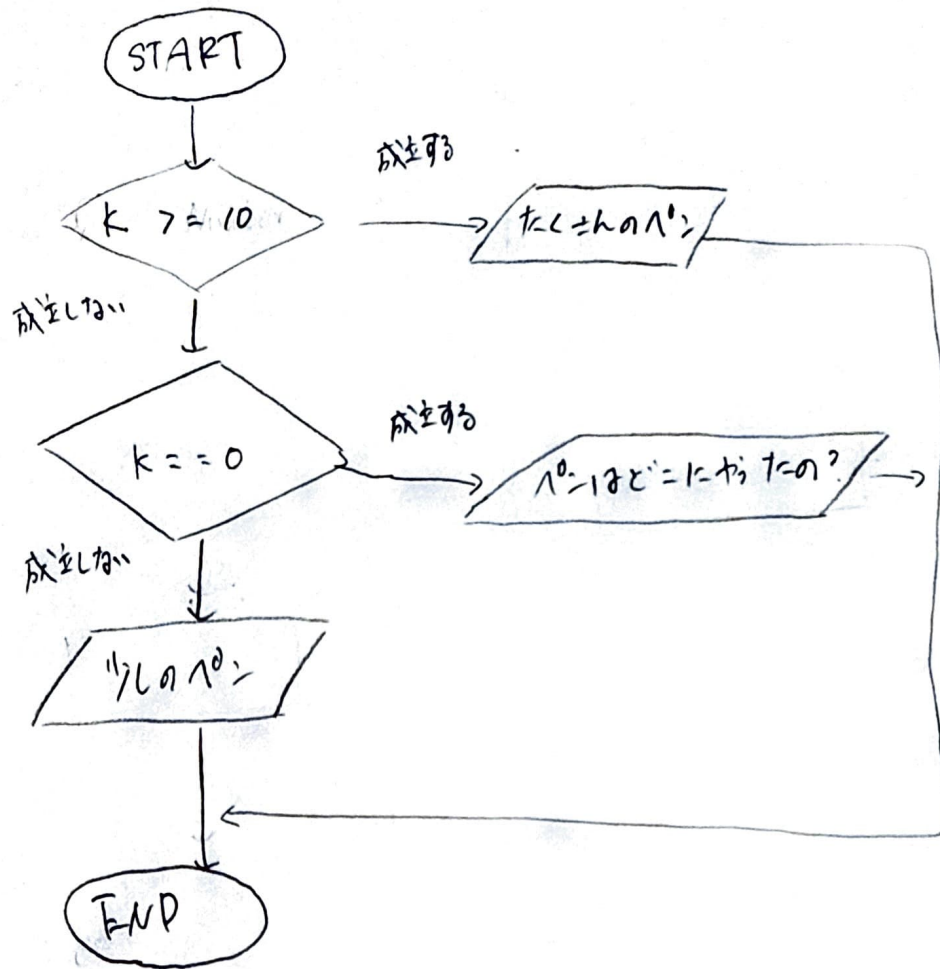 START
成立する
K >= 10
たくさんのペン
成立しない
成立する
K == 0
ペンはどこにやったの?
成立しない
少しのペン
END